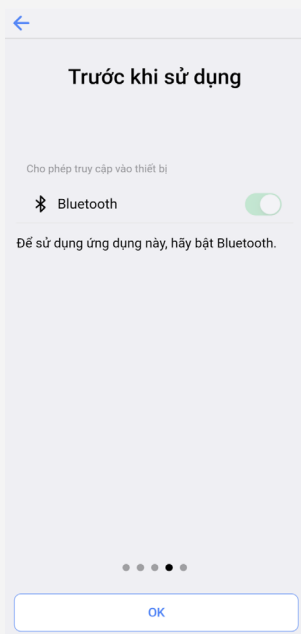 Trước khi sử dụng
Cho phép truy cập vào thiết bị
Bluetooth
Để sử dụng ứng dụng này, hãy bật Bluetooth.
OK